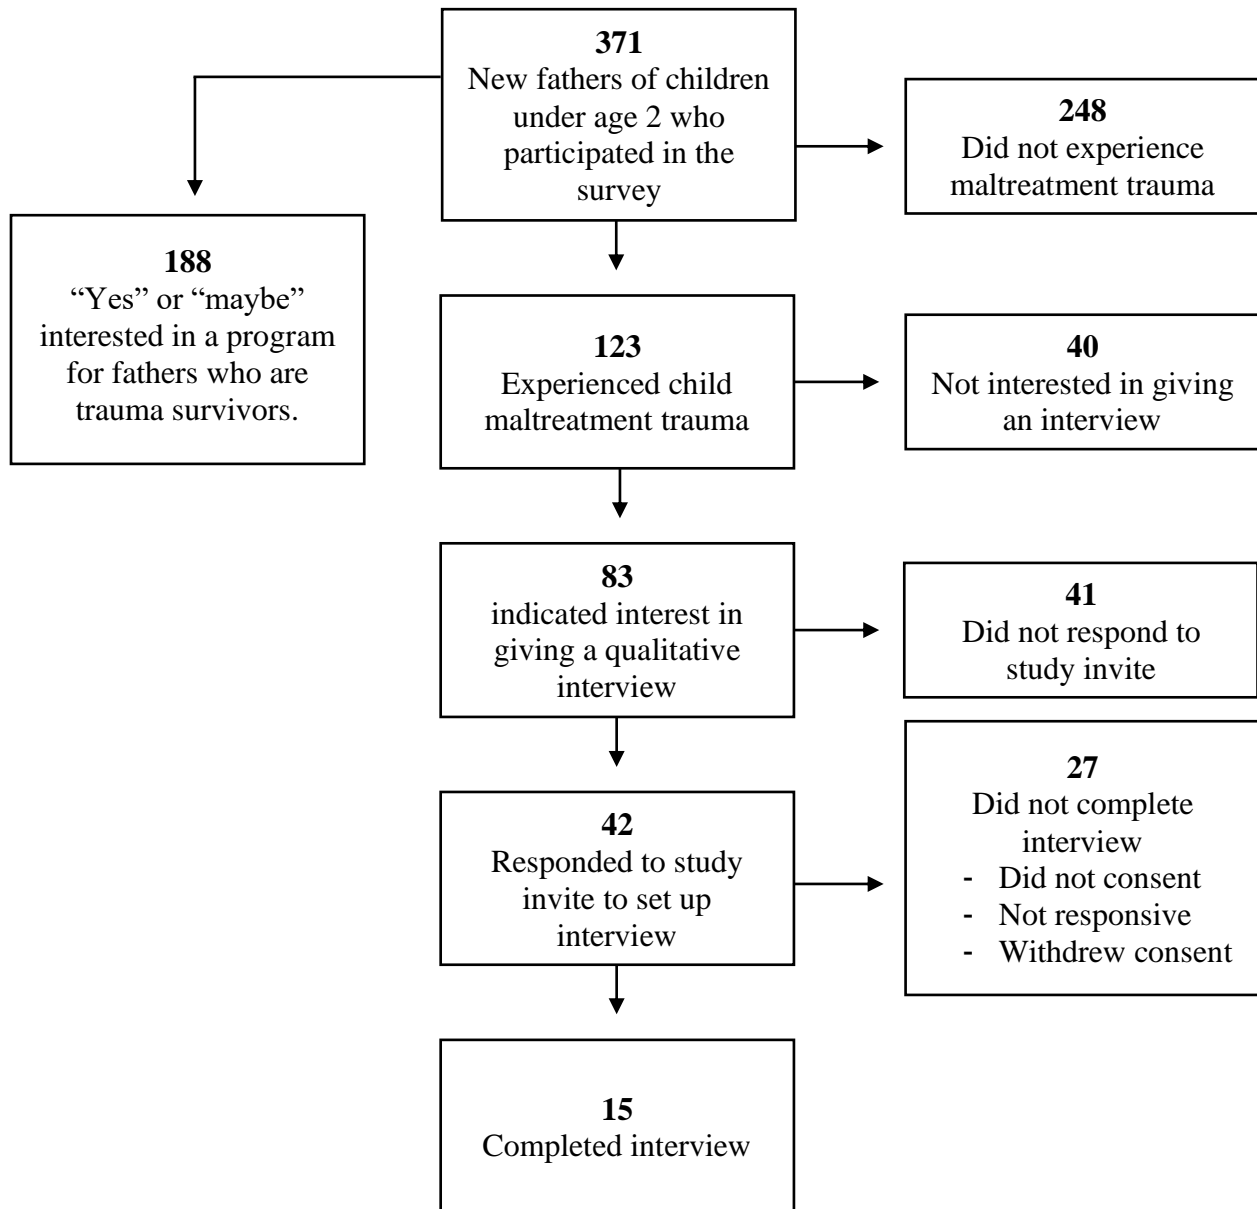 371
New fathers of children
under age 2 who
participated in the
survey
248
Did not experience
maltreatment trauma
188
“Yes” or “maybe”
interested in a program
for fathers who are
trauma survivors.
123
Experienced child
maltreatment trauma
40
Not interested in giving
an interview
83
indicated interest in
giving a qualitative
interview
41
Did not respond to
study invite
42
Responded to study
invite to set up
interview
27
Did not complete
interview
- Did not consent
- Not responsive
- Withdrew consent
15
Completed interview